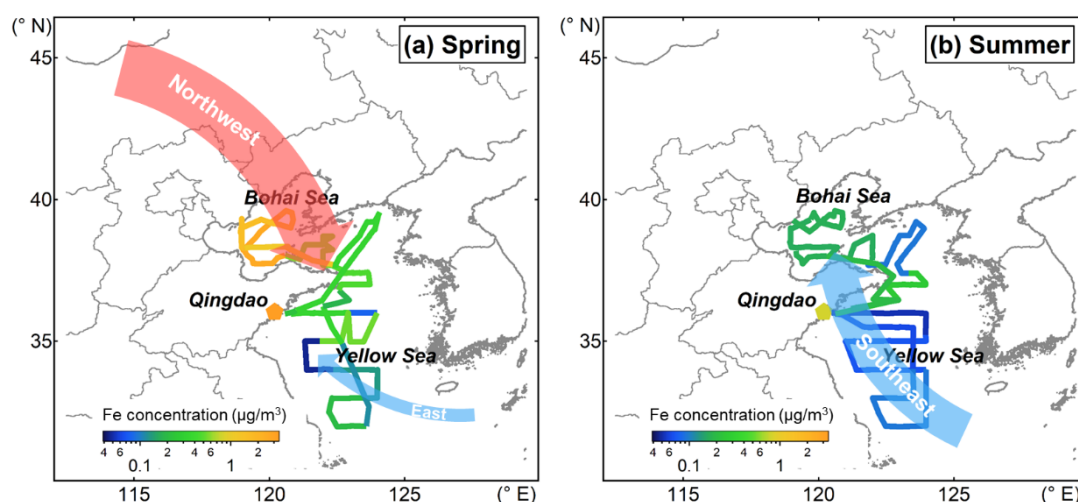 (° N)
45
40
35
(a) Spring
Northwest
Bohai Sea
Qingdao
Yellow Sea
East
Fe concentration (μg/m³)
4 6 2 4 6 2
0.1 1
115 120 125 (° E)
(° N)
45
40
35
(b) Summer
Bohai Sea
Qingdao
Yellow Sea
Southeast
Fe concentration (μg/m³)
4 6 2 4 6 2
0.1 1
115 120 125 (° E)